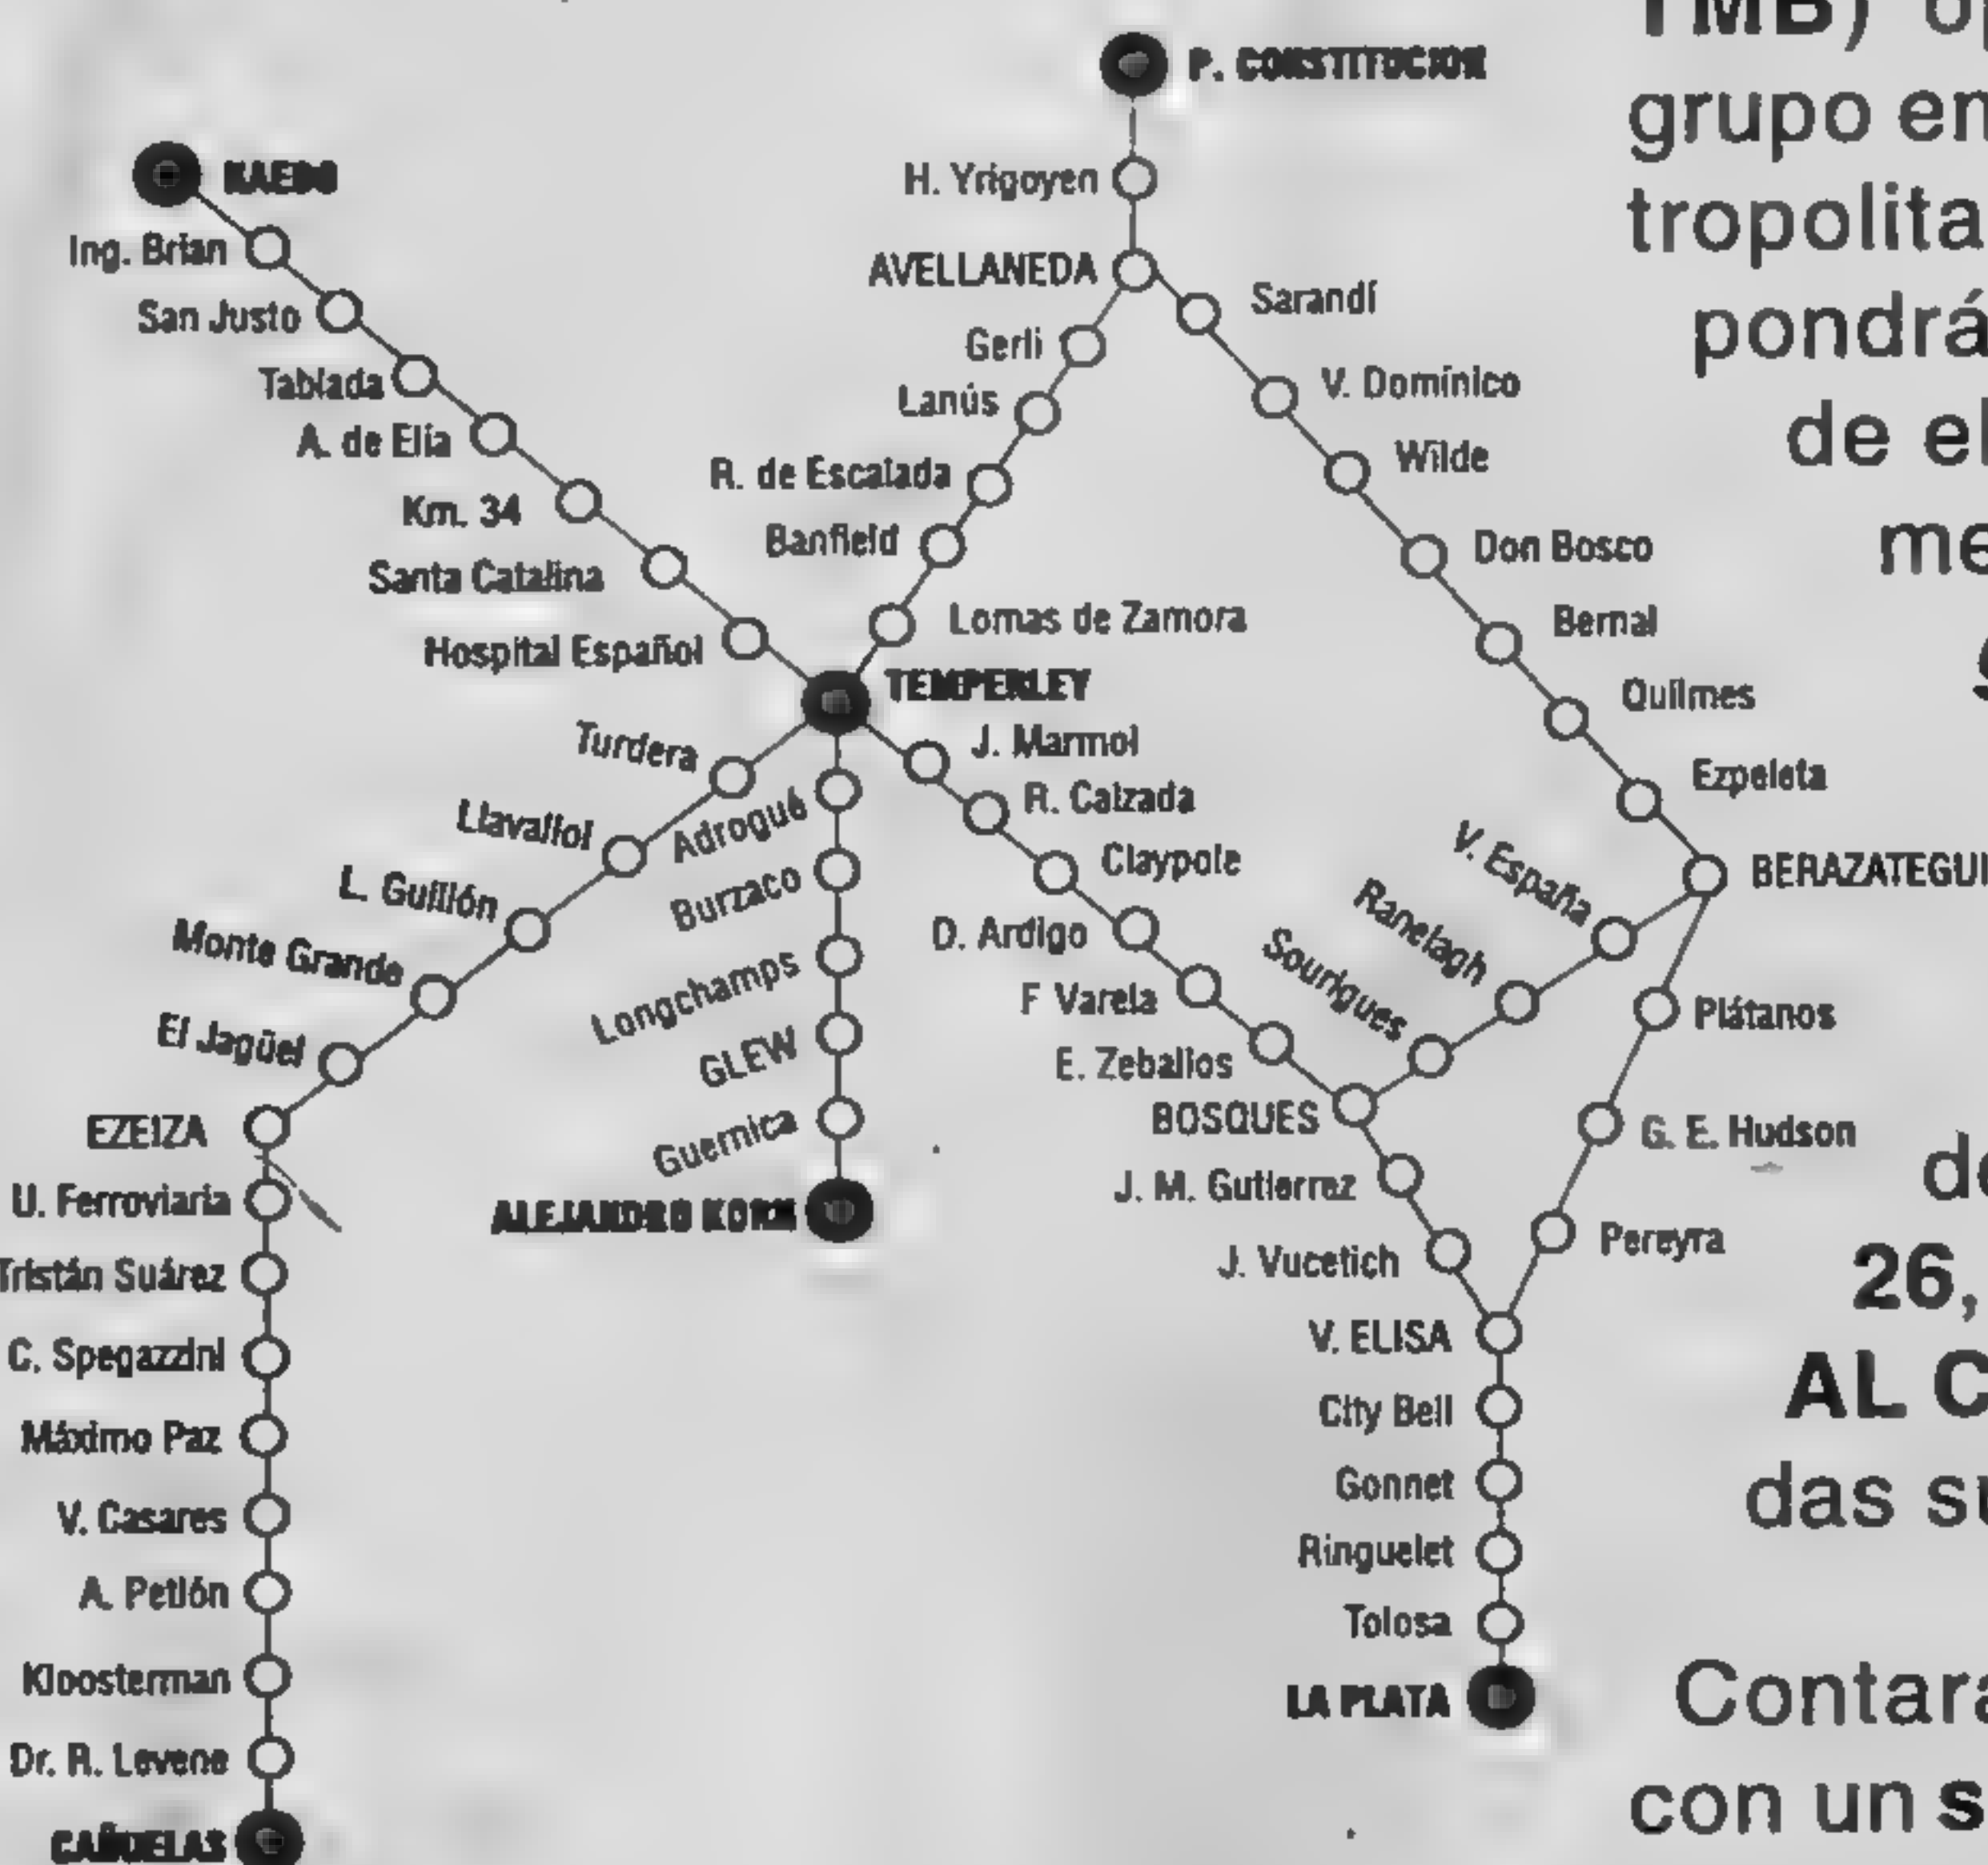 P. CONSTITUCION
H. Yrigoyen
AVELLANEDA
HAEDO
Ing. Brian
San Justo
Tablada
A. de Elía
Km. 34
Santa Catalina
Hospital Español
Gerli
Lanús
R. de Escalada
Banfield
Lomas de Zamora
TEMPERLEY
Sarandí
V. Domínico
Wilde
Don Bosco
Bernal
Quilmes
Ezpeleta
BERAZATEGUI
V. España
Ranelagh
Sourigues
Plátanos
G. E. Hudson
Pereyra
J. Marmol
R. Calzada
Claypole
D. Ardigo
F Varela
E. Zeballos
BOSQUES
J. M. Gutierrez
J. Vucetich
V. ELISA
City Bell
Gonnet
Ringuelet
Tolosa
LA PLATA
Adrogué
Burzaco
Longchamps
GLEW
Guernica
ALEJANDRO KORN
Turdera
Llavallol
L. Guillón
Monte Grande
El Jagüel
EZEIZA
U. Ferroviaria
Tristán Suárez
C. Spegazzini
Máximo Paz
V. Casares
A. Petión
Kloosterman
Dr. R. Levene
CAÑUELAS
TMB) op
grupo en
tropolita
pondrá
de el
me
de
26,
AL C
das su
Contara
con un s